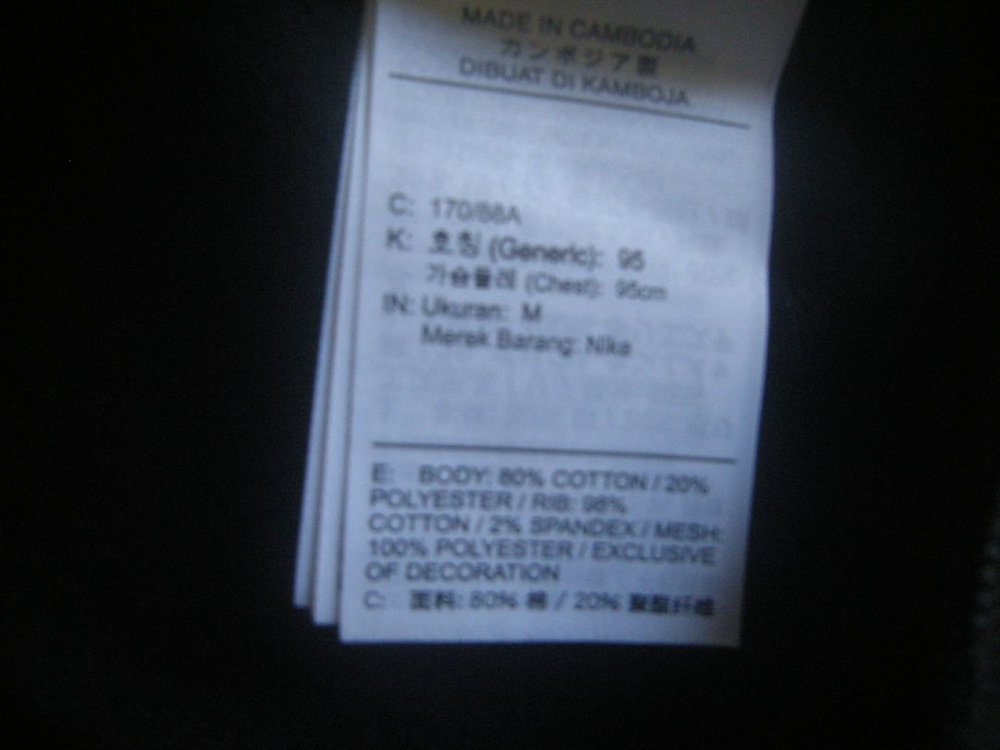 MADE IN CAMBODIA
カンボジア製
DIBUAT DI KAMBOJA
C: 170/88A
K: 호칭 (Generic): 95
가슴둘레 (Chest): 95cm
IN: Ukuran: M
Merek Barang: Nike
E: BODY: 80% COTTON / 20%
POLYESTER / RIB: 98%
COTTON / 2% SPANDEX / MESH:
100% POLYESTER / EXCLUSIVE
OF DECORATION
C: 面料: 80% 棉 / 20% 聚酯纤维